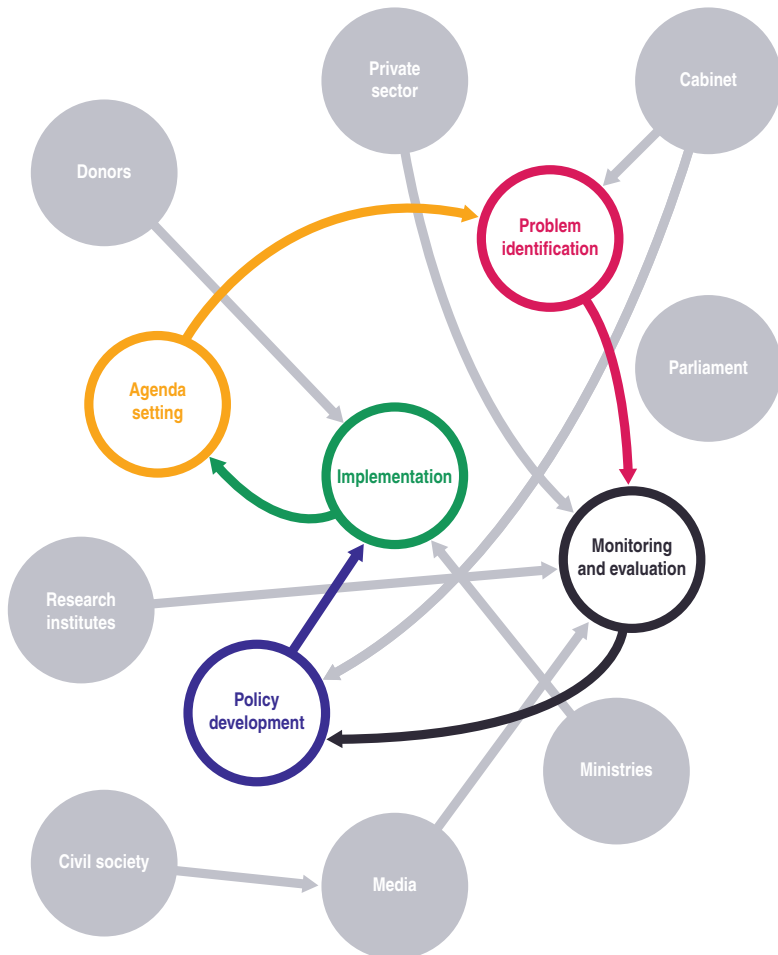 Private
sector
Cabinet
Donors
Problem
identification
Parliament
Agenda
setting
Implementation
Monitoring
and evaluation
Research
institutes
Policy
development
Ministries
Civil society
Media